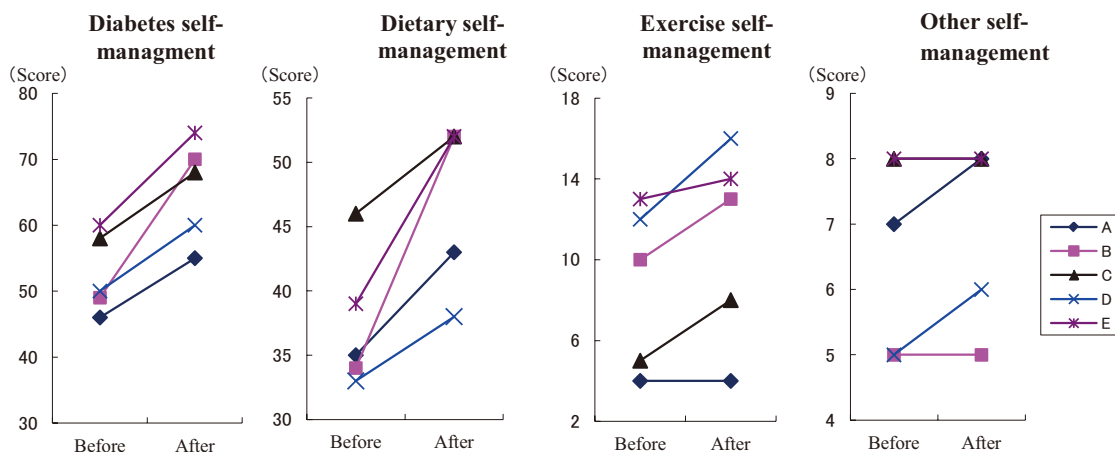 Diabetes self-
managment
(Score)
80
70
60
50
40
30
Before After
Dietary self-
management
(Score)
55
50
45
40
35
30
Before After
Exercise self-
management
(Score)
18
14
10
6
2
Before After
Other self-
management
(Score)
9
8
7
6
5
4
Before After
A
B
C
D
E